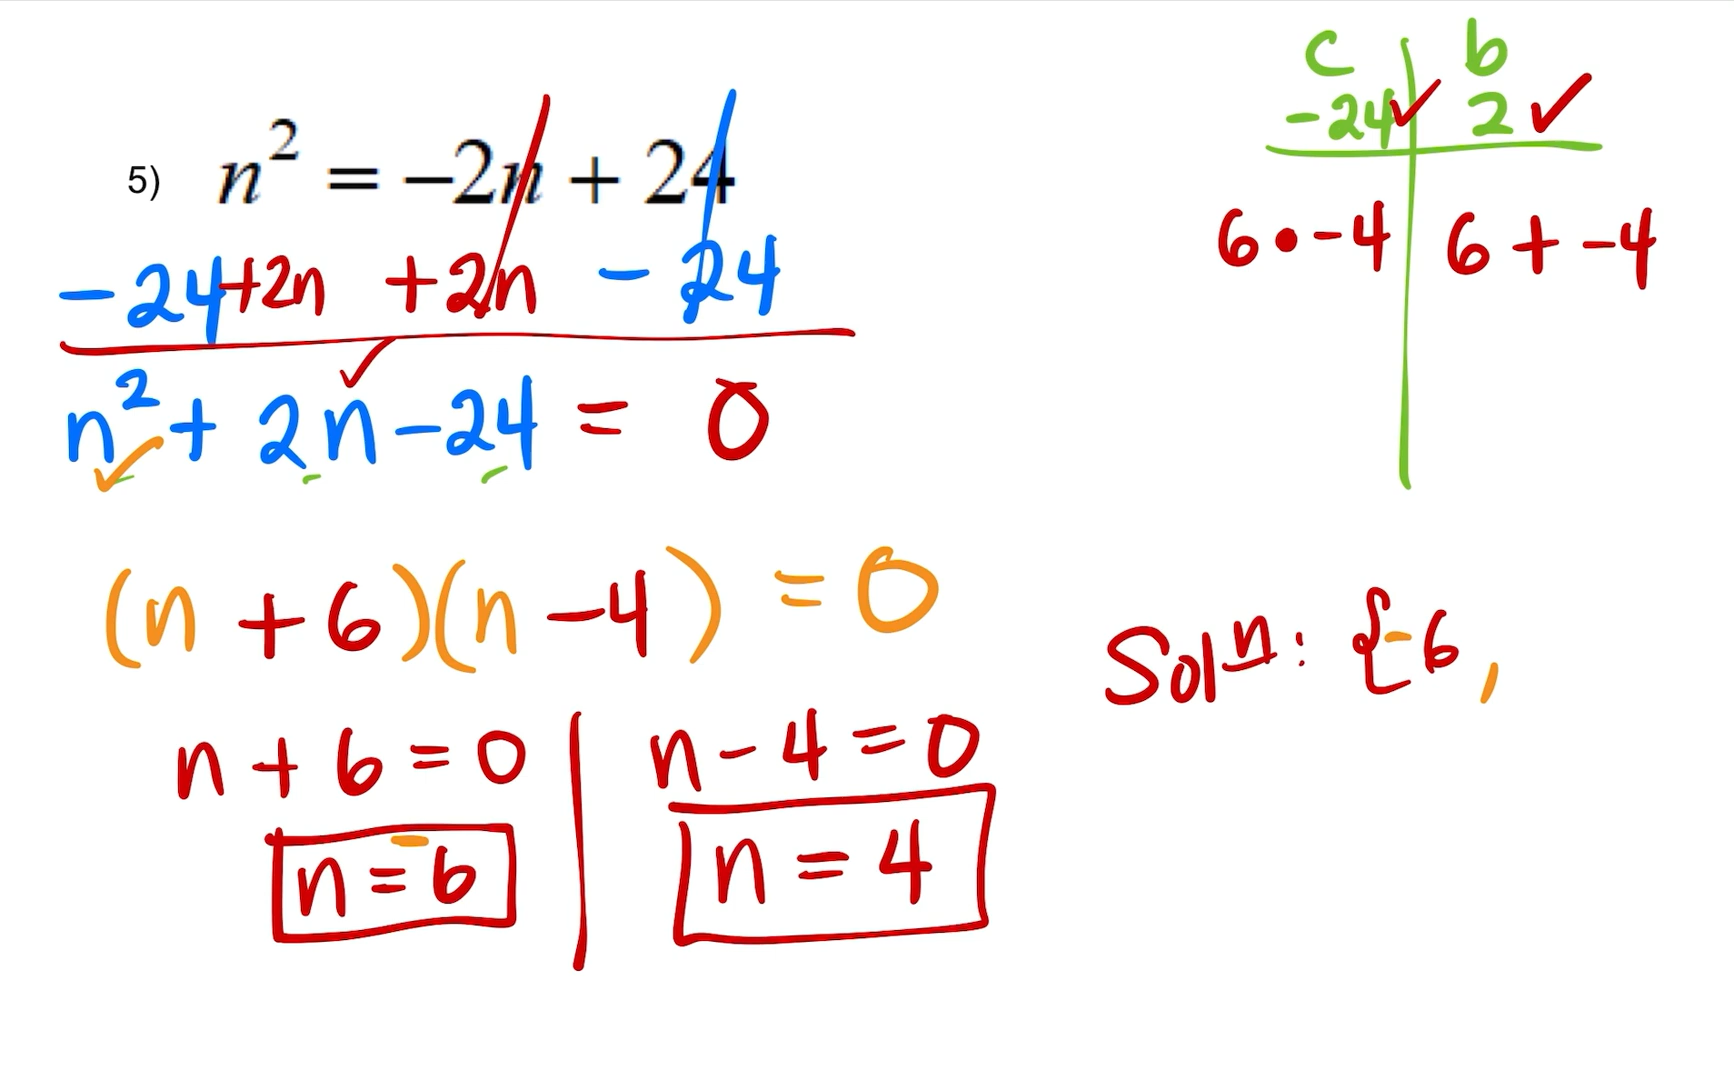 5) n² = −2n + 24
−24+2n +2n −24
n² + 2n − 24 = 0
(n + 6)(n − 4) = 0
n + 6 = 0 | n − 4 = 0
n = −6 | n = 4
c | b
−24 ✓ | 2 ✓
6 • −4 | 6 + −4
Solⁿ: {−6,